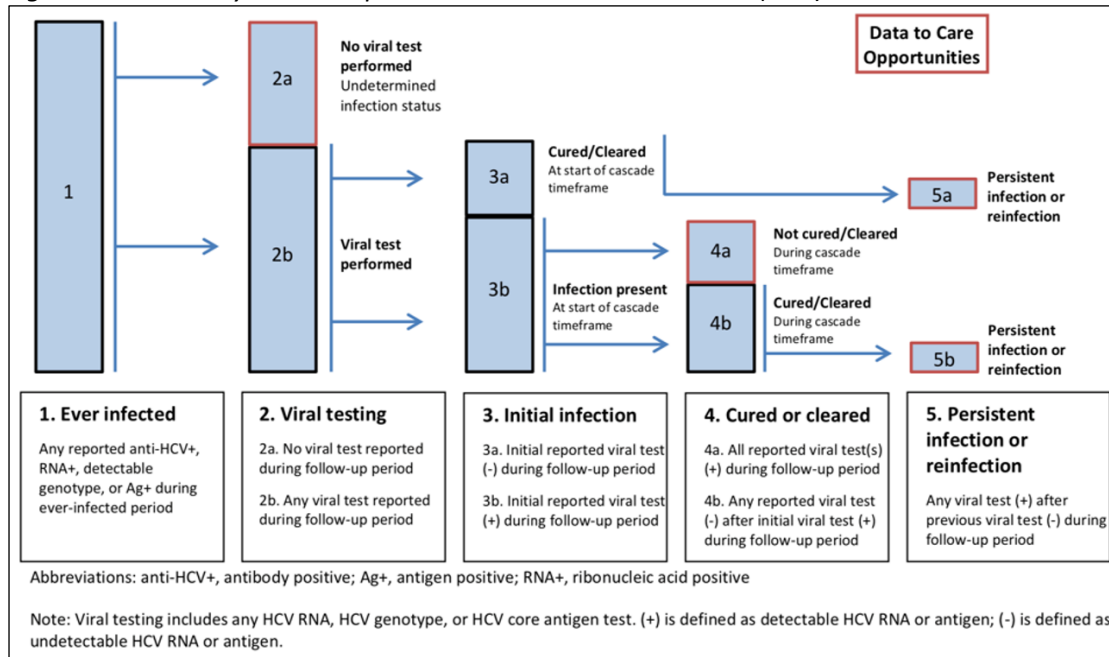 Data to Care
Opportunities
1
2a
No viral test
performed
Undetermined
infection status
2b
Viral test
performed
3a
Cured/Cleared
At start of cascade
timeframe
3b
Infection present
At start of cascade
timeframe
4a
Not cured/Cleared
During cascade
timeframe
4b
Cured/Cleared
During cascade
timeframe
5a
Persistent
infection or
reinfection
5b
Persistent
infection or
reinfection
1. Ever infected
Any reported anti-HCV+,
RNA+, detectable
genotype, or Ag+ during
ever-infected period
2. Viral testing
2a. No viral test reported
during follow-up period
2b. Any viral test reported
during follow-up period
3. Initial infection
3a. Initial reported viral test
(-) during follow-up period
3b. Initial reported viral test
(+) during follow-up period
4. Cured or cleared
4a. All reported viral test(s)
(+) during follow-up period
4b. Any reported viral test
(-) after initial viral test (+)
during follow-up period
5. Persistent
infection or
reinfection
Any viral test (+) after
previous viral test (-) during
follow-up period
Abbreviations: anti-HCV+, antibody positive; Ag+, antigen positive; RNA+, ribonucleic acid positive
Note: Viral testing includes any HCV RNA, HCV genotype, or HCV core antigen test. (+) is defined as detectable HCV RNA or antigen; (-) is defined as
undetectable HCV RNA or antigen.